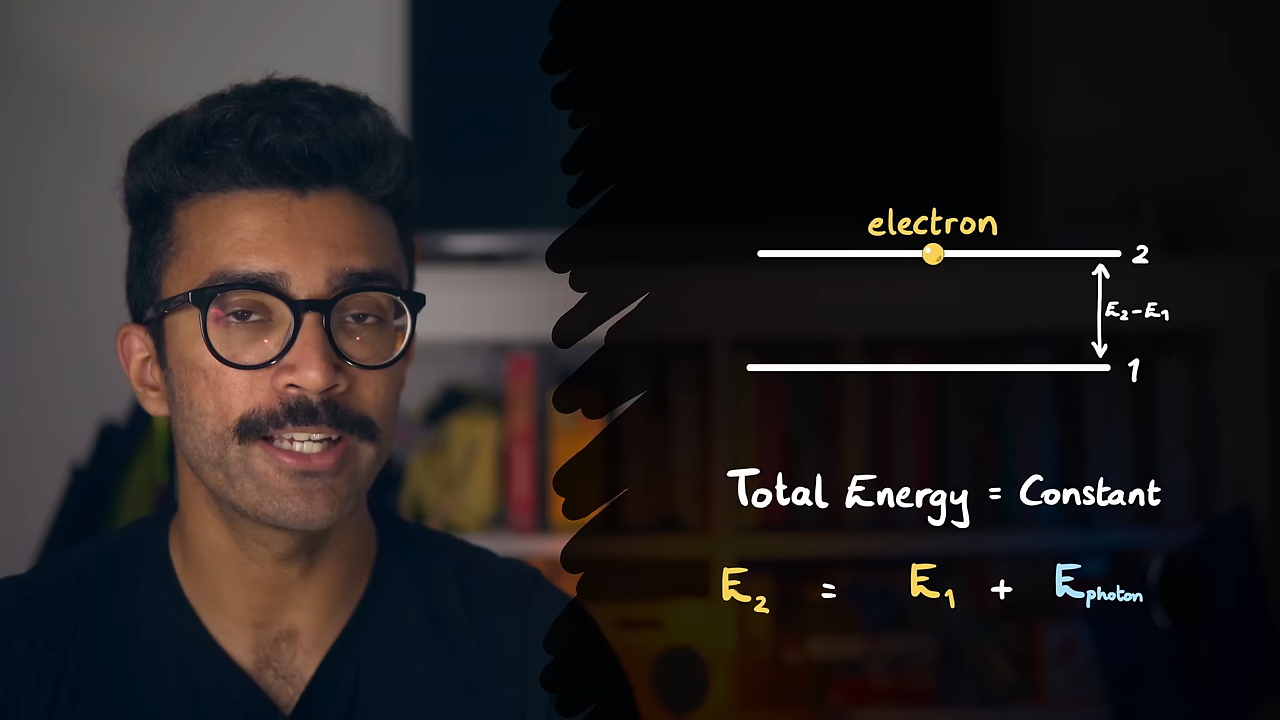 electron
2
E₂-E₁
1
Total Energy = Constant
E₂ = E₁ + Ephoton